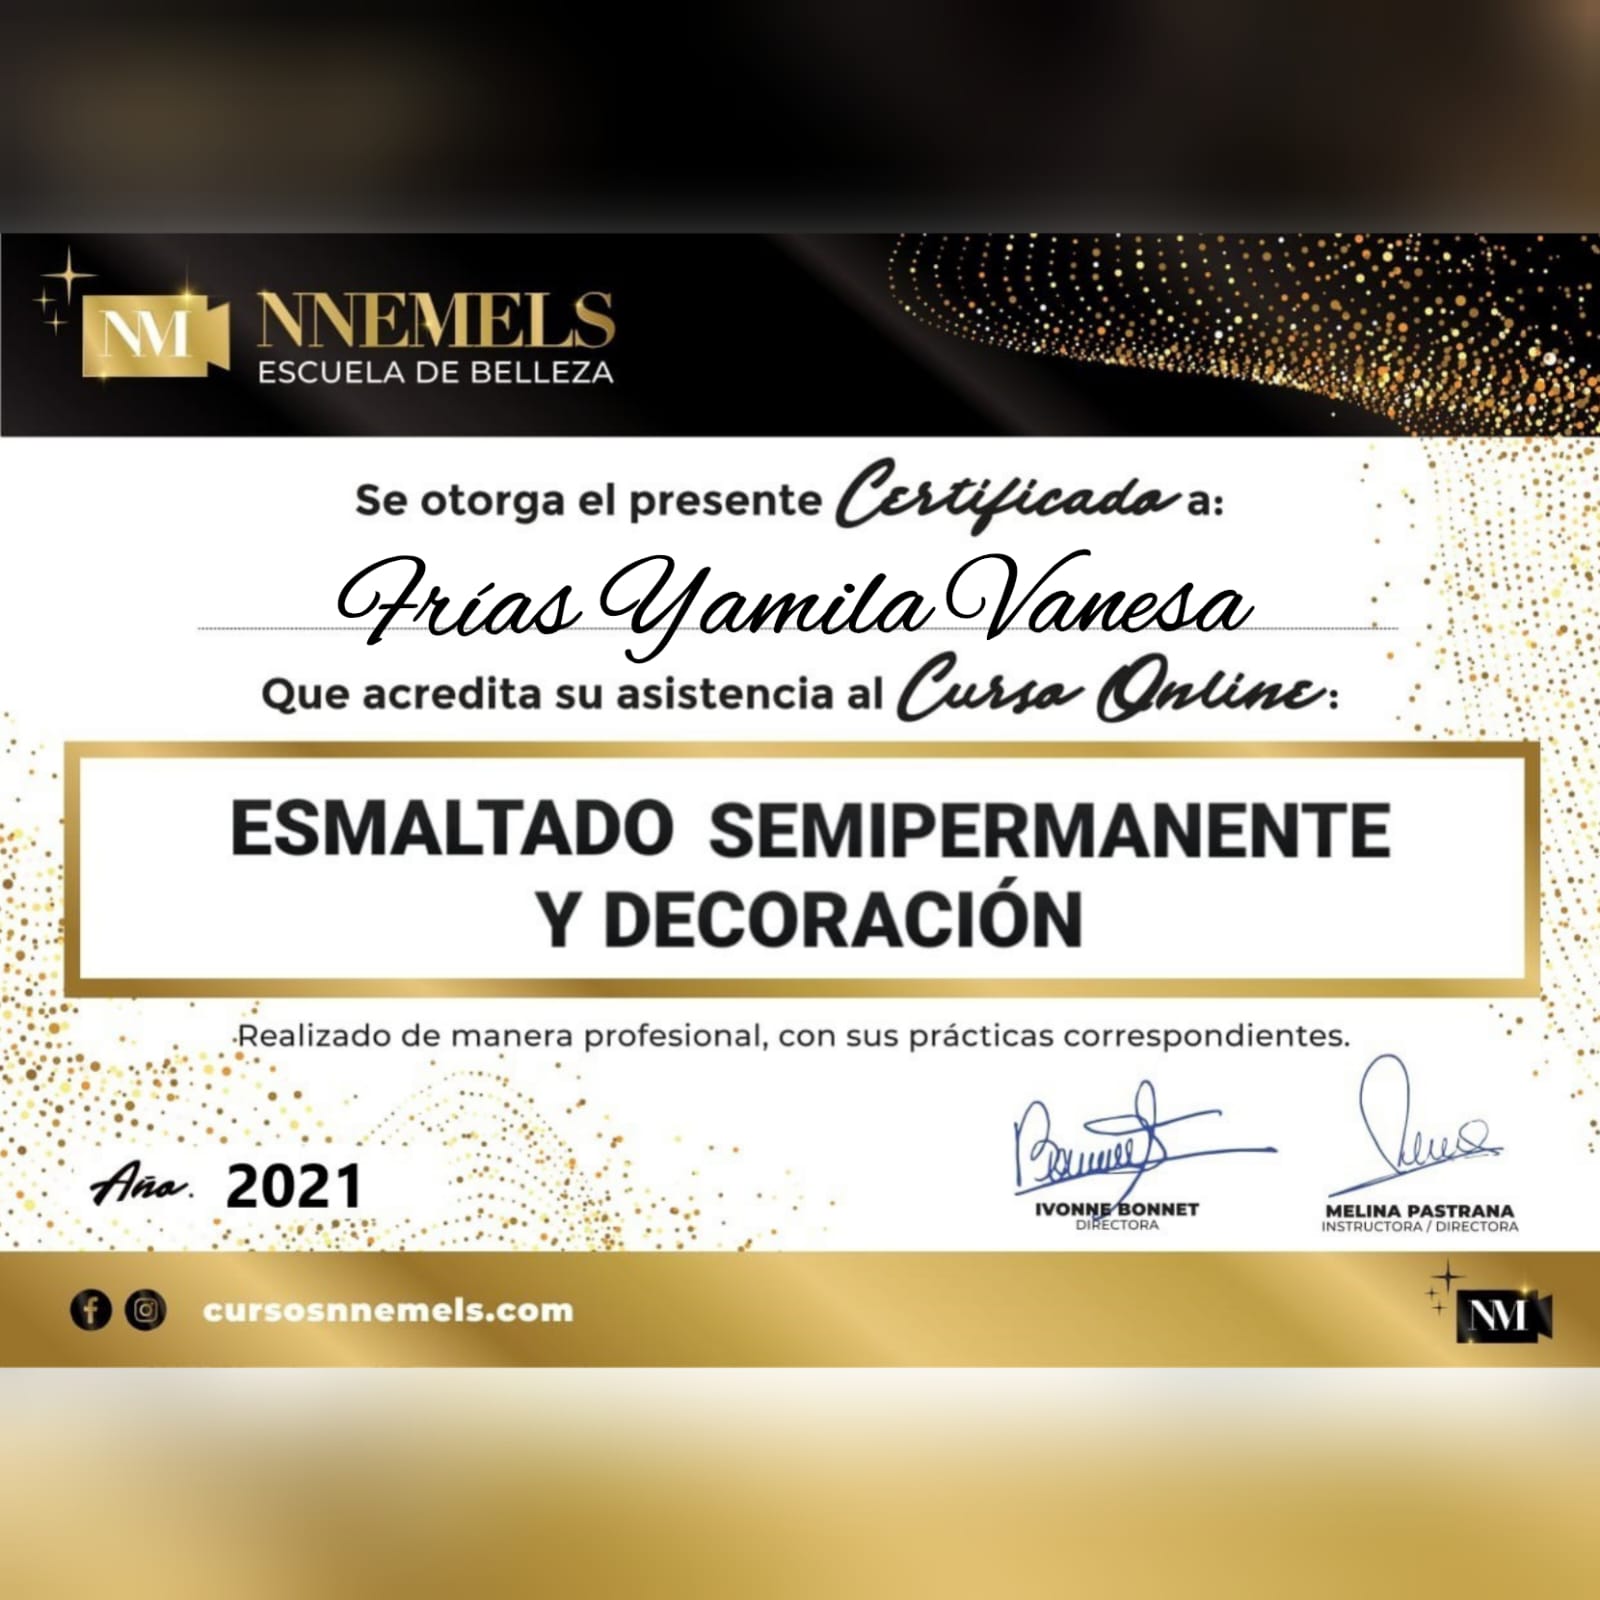 NM
NNEMELS
ESCUELA DE BELLEZA
Se otorga el presente Certificado a:
Frías Yamila Vanesa
Que acredita su asistencia al Curso Online:
ESMALTADO SEMIPERMANENTE
Y DECORACIÓN
Realizado de manera profesional, con sus prácticas correspondientes.
Año. 2021
IVONNE BONNET
DIRECTORA
MELINA PASTRANA
INSTRUCTORA / DIRECTORA
cursosnnemels.com
NM